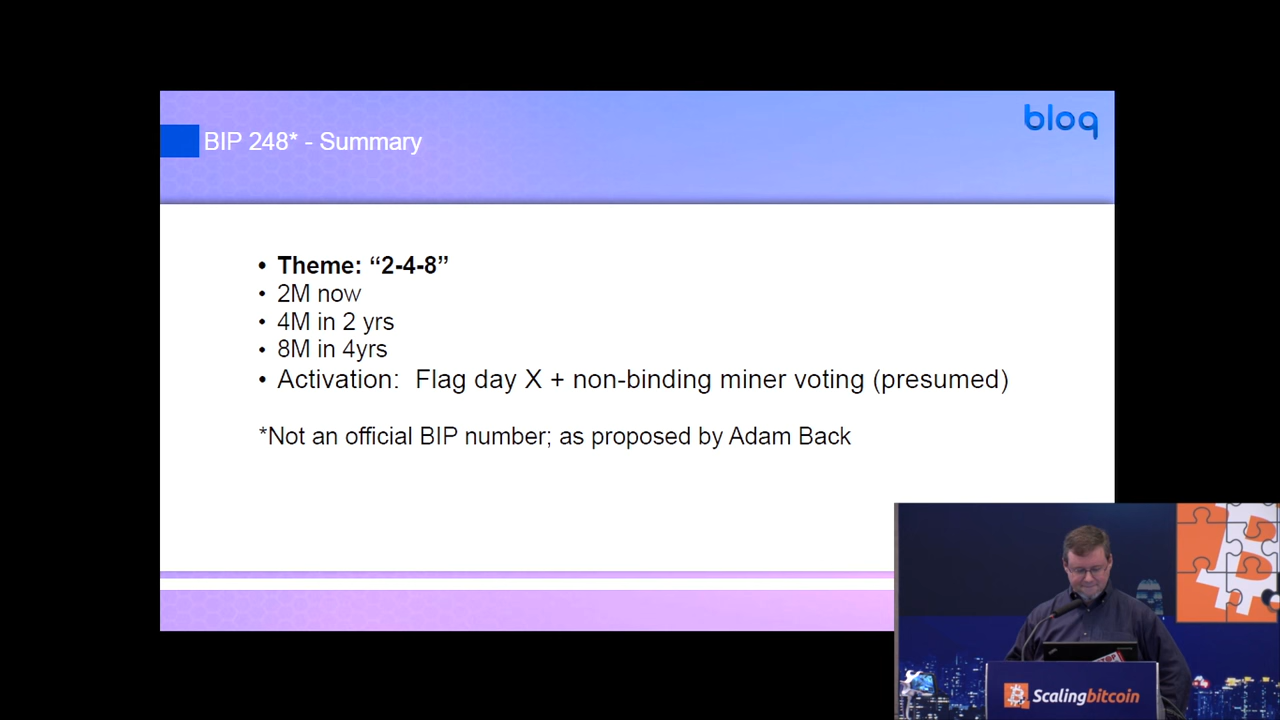 bloq
BIP 248* - Summary
• Theme: “2-4-8”
• 2M now
• 4M in 2 yrs
• 8M in 4yrs
• Activation:  Flag day X + non-binding miner voting (presumed)
*Not an official BIP number; as proposed by Adam Back
Scalingbitcoin